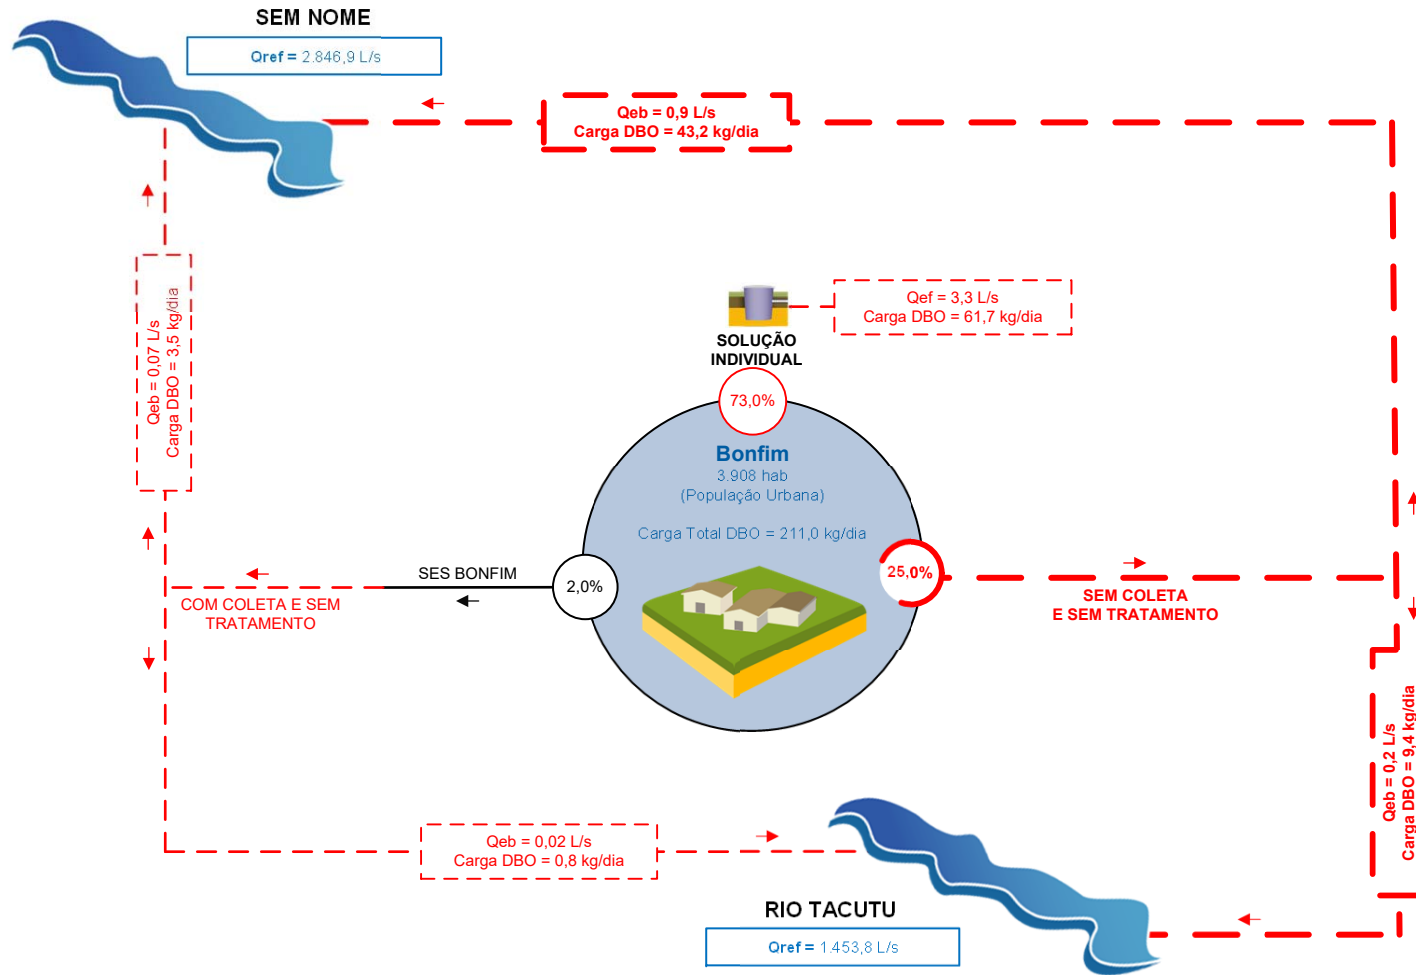 SEM NOME
Qref = 2.846,9 L/s
Qeb = 0,9 L/s
Carga DBO = 43,2 kg/dia
Qeb = 0,07 L/s
Carga DBO = 3,5 kg/dia
Qef = 3,3 L/s
Carga DBO = 61,7 kg/dia
SOLUÇÃO
INDIVIDUAL
73,0%
Bonfim
3.908 hab
(População Urbana)
Carga Total DBO = 211,0 kg/dia
SES BONFIM
2,0%
25,0%
COM COLETA E SEM
TRATAMENTO
SEM COLETA
E SEM TRATAMENTO
Qeb = 0,2 L/s
Carga DBO = 9,4 kg/dia
Qeb = 0,02 L/s
Carga DBO = 0,8 kg/dia
RIO TACUTU
Qref = 1.453,8 L/s